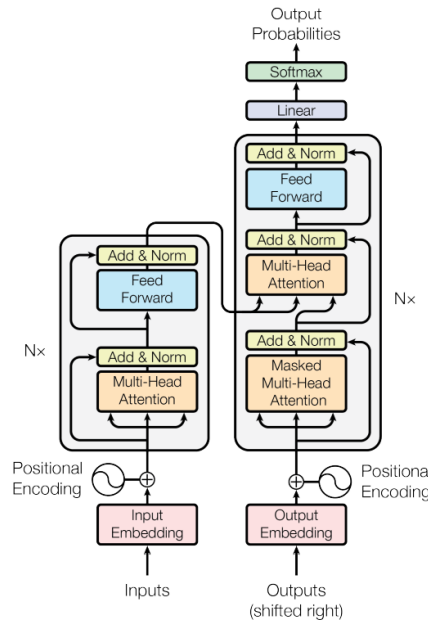 Output
Probabilities
Softmax
Linear
Add & Norm
Feed
Forward
Add & Norm
Multi-Head
Attention
Nx
Add & Norm
Masked
Multi-Head
Attention
Positional
Encoding
Output
Embedding
Outputs
(shifted right)
Add & Norm
Feed
Forward
Nx
Add & Norm
Multi-Head
Attention
Positional
Encoding
Input
Embedding
Inputs